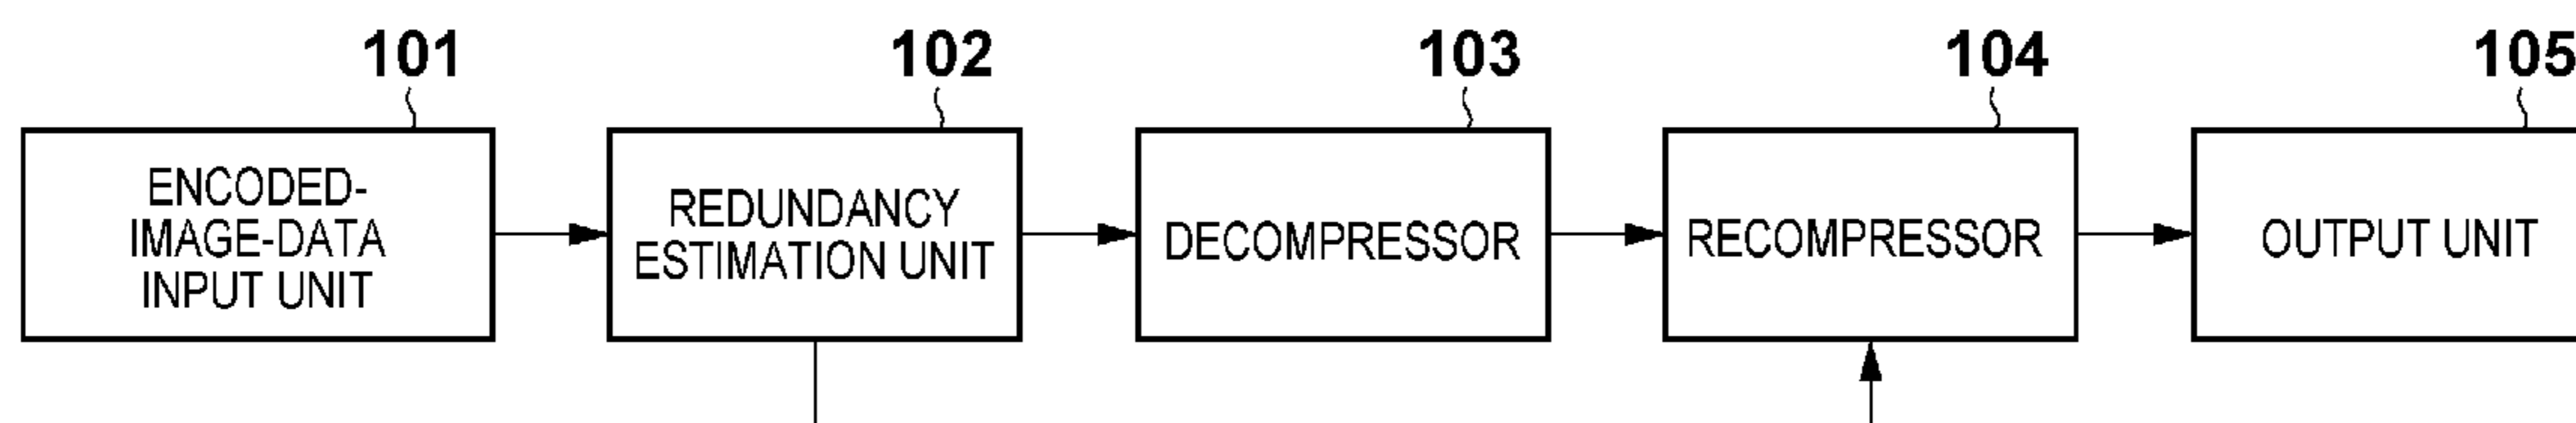 101
102
103
104
105
ENCODED-
IMAGE-DATA
INPUT UNIT
REDUNDANCY
ESTIMATION UNIT
DECOMPRESSOR
RECOMPRESSOR
OUTPUT UNIT